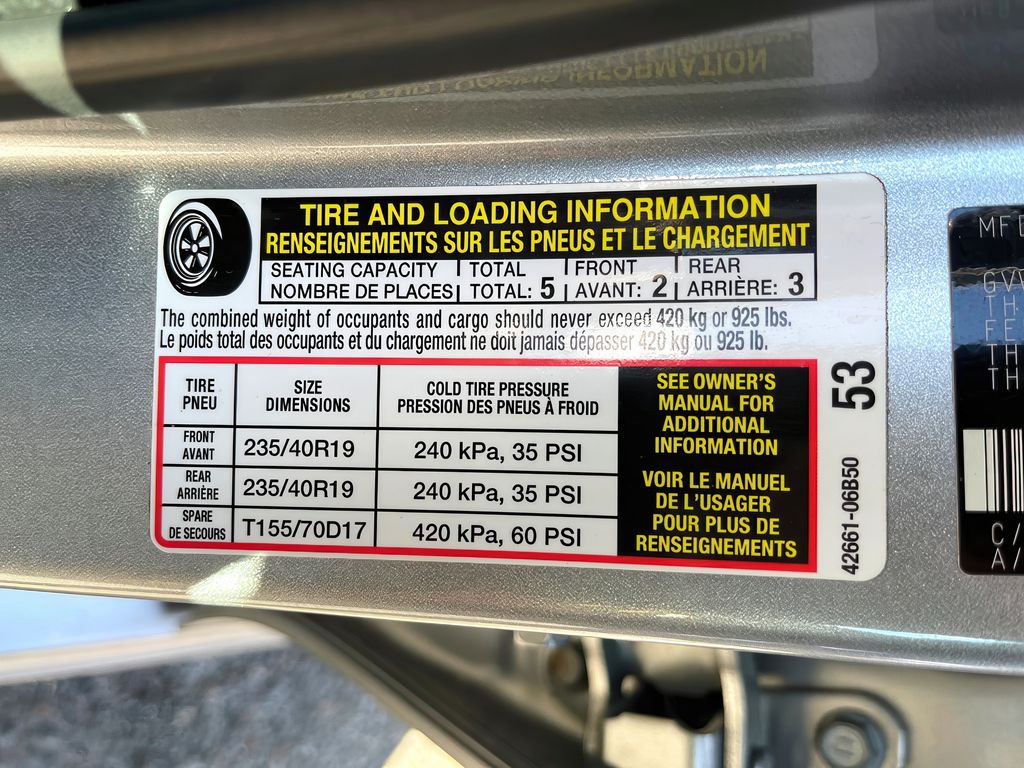 TIRE AND LOADING INFORMATION
RENSEIGNEMENTS SUR LES PNEUS ET LE CHARGEMENT
SEATING CAPACITY TOTAL FRONT REAR
NOMBRE DE PLACES TOTAL: 5 AVANT: 2 ARRIÈRE: 3
The combined weight of occupants and cargo should never exceed 420 kg or 925 lbs.
Le poids total des occupants et du chargement ne doit jamais dépasser 420 kg ou 925 lb.
TIRE SIZE COLD TIRE PRESSURE
PNEU DIMENSIONS PRESSION DES PNEUS À FROID
FRONT
AVANT 235/40R19 240 kPa, 35 PSI
REAR
ARRIÈRE 235/40R19 240 kPa, 35 PSI
SPARE
DE SECOURS T155/70D17 420 kPa, 60 PSI
SEE OWNER'S
MANUAL FOR
ADDITIONAL
INFORMATION
VOIR LE MANUEL
DE L'USAGER
POUR PLUS DE
RENSEIGNEMENTS
53
42661-06B50
C/
A/